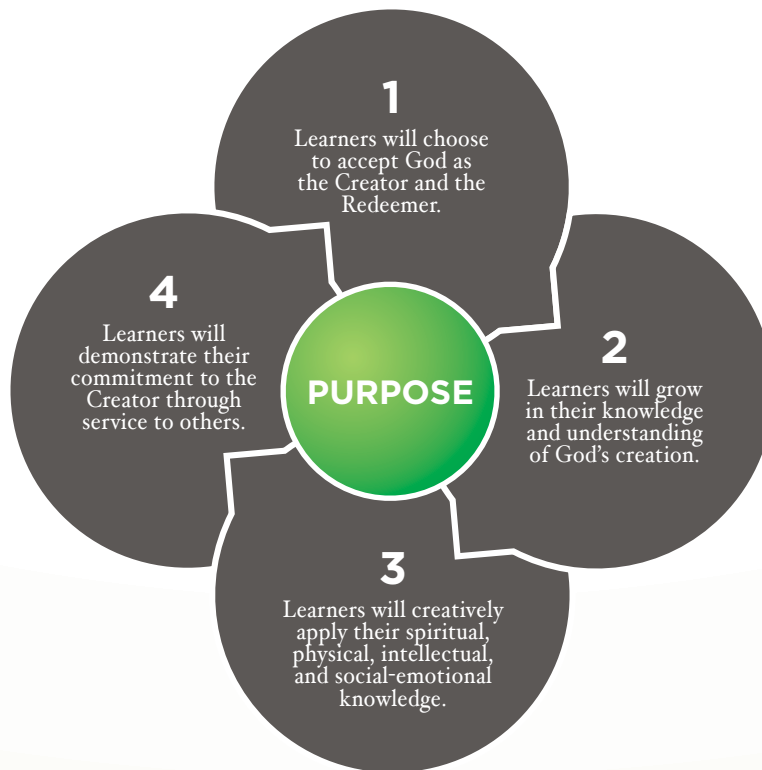 1
Learners will choose
to accept God as
the Creator and the
Redeemer.
4
Learners will
demonstrate their
commitment to the
Creator through
service to others.
PURPOSE
2
Learners will grow
in their knowledge
and understanding
of God’s creation.
3
Learners will creatively
apply their spiritual,
physical, intellectual,
and social-emotional
knowledge.